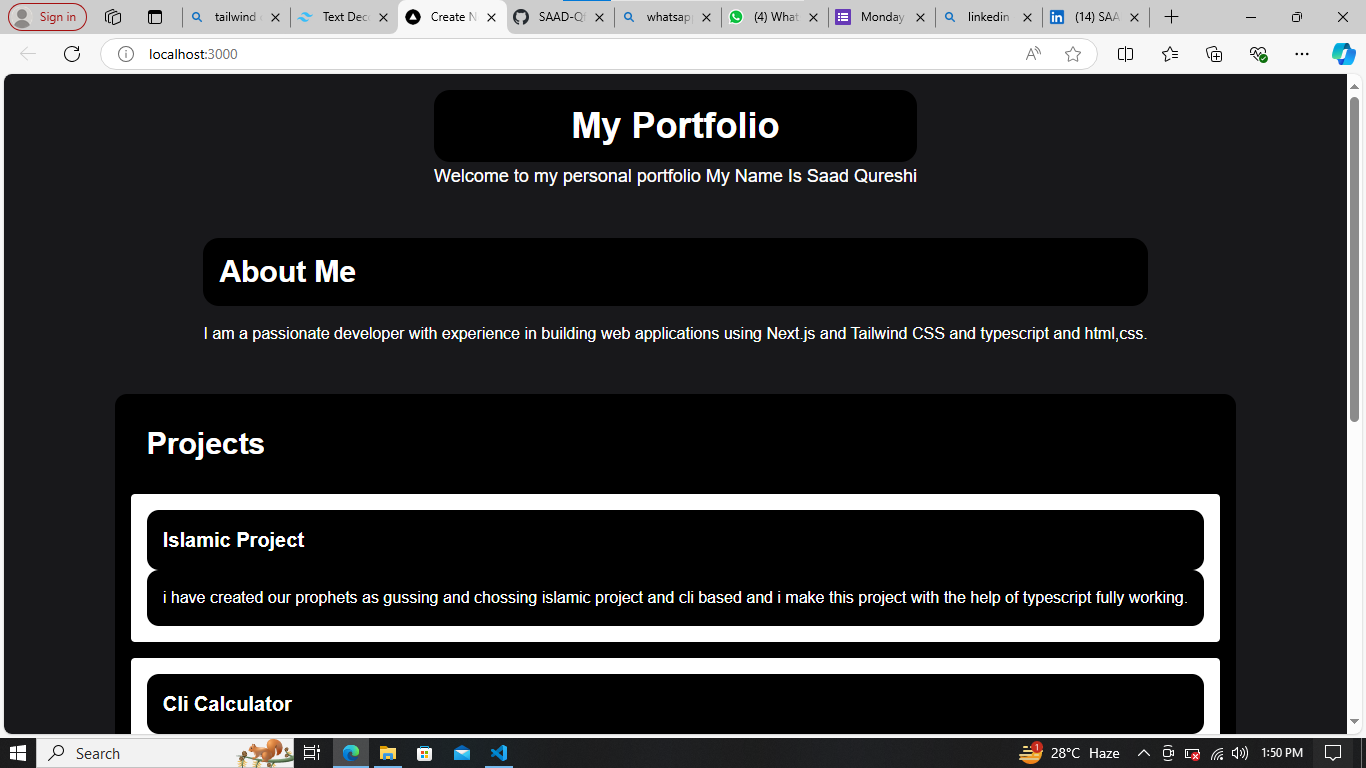 Sign in
tailwind
Text Dec
Create N
SAAD-Q
whatsap
(4) What
Monday
linkedin
(14) SAA
localhost:3000
My Portfolio
Welcome to my personal portfolio My Name Is Saad Qureshi
About Me
I am a passionate developer with experience in building web applications using Next.js and Tailwind CSS and typescript and html,css.
Projects
Islamic Project
i have created our prophets as gussing and chossing islamic project and cli based and i make this project with the help of typescript fully working.
Cli Calculator
Search
1
28°C Haze
1:50 PM